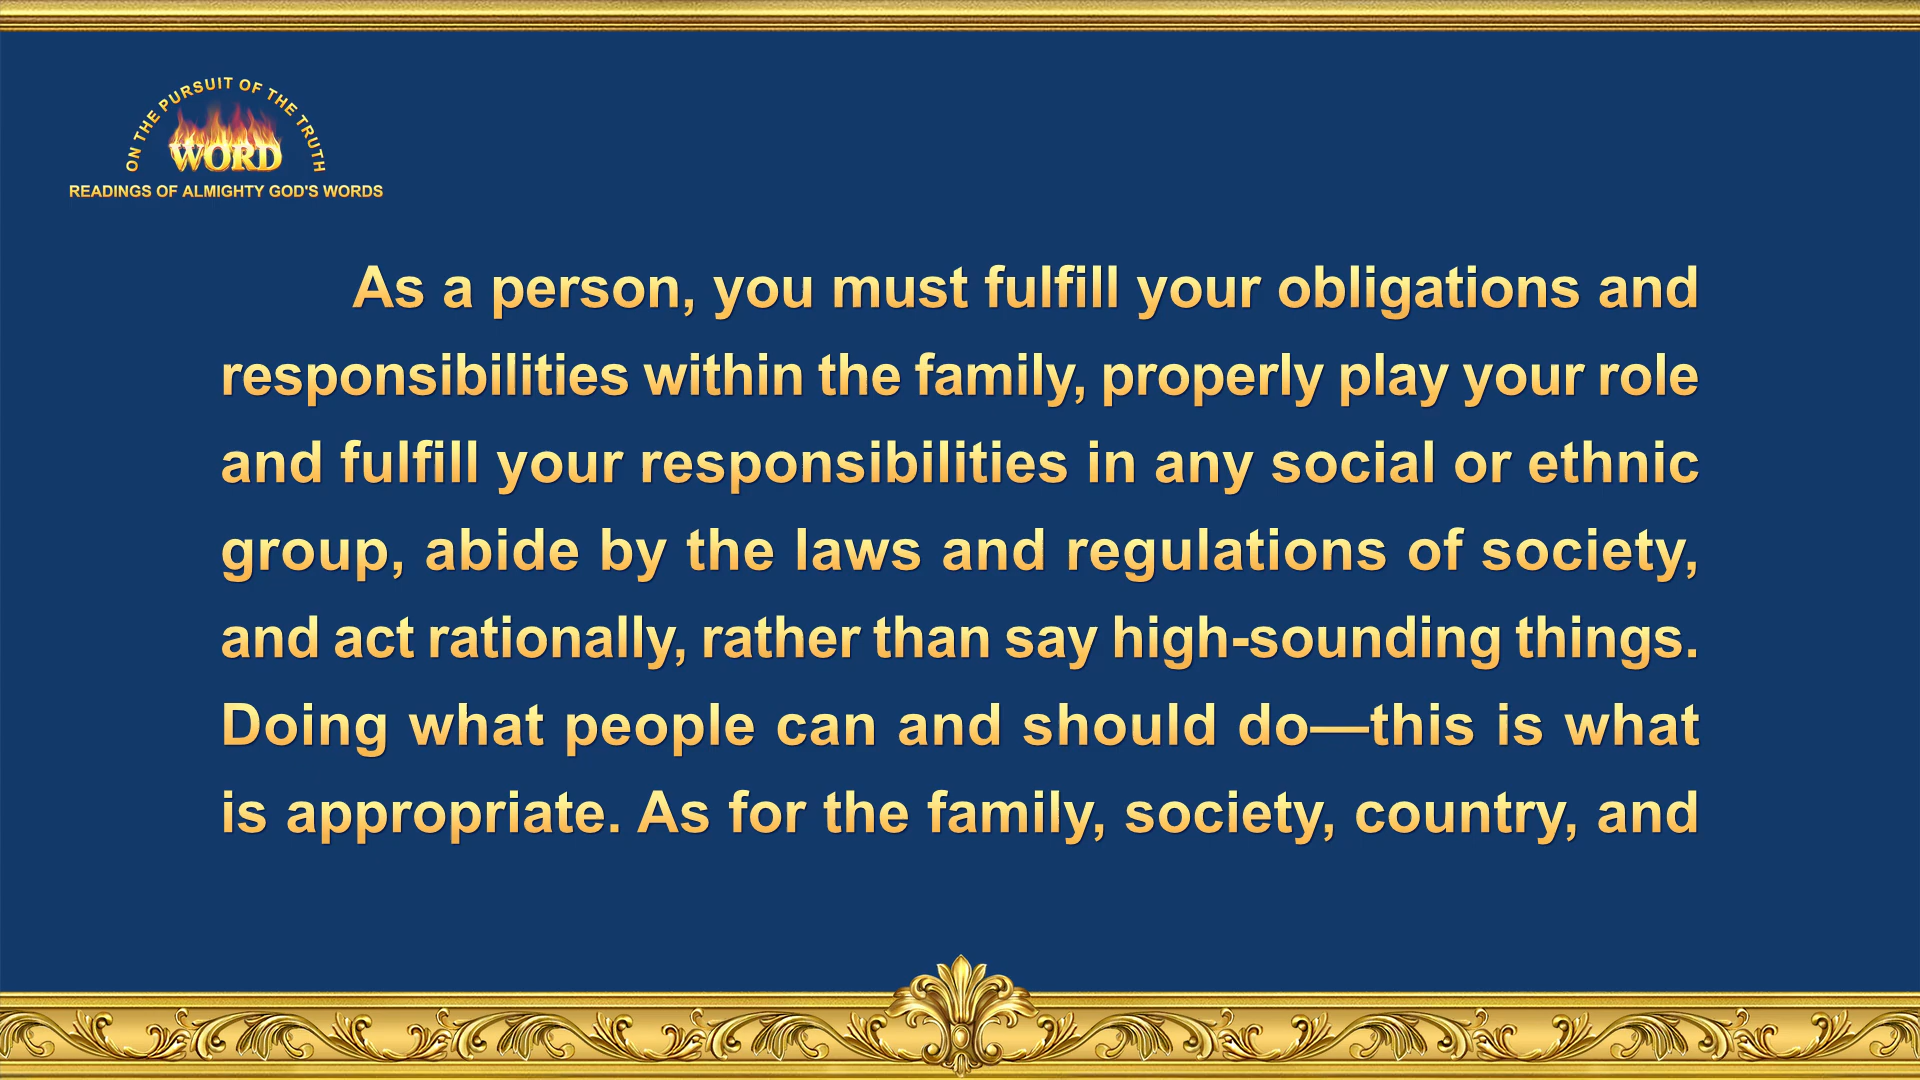 ON THE PURSUIT OF THE TRUTH
WORD
READINGS OF ALMIGHTY GOD'S WORDS
As a person, you must fulfill your obligations and
responsibilities within the family, properly play your role
and fulfill your responsibilities in any social or ethnic
group, abide by the laws and regulations of society,
and act rationally, rather than say high-sounding things.
Doing what people can and should do—this is what
is appropriate. As for the family, society, country, and